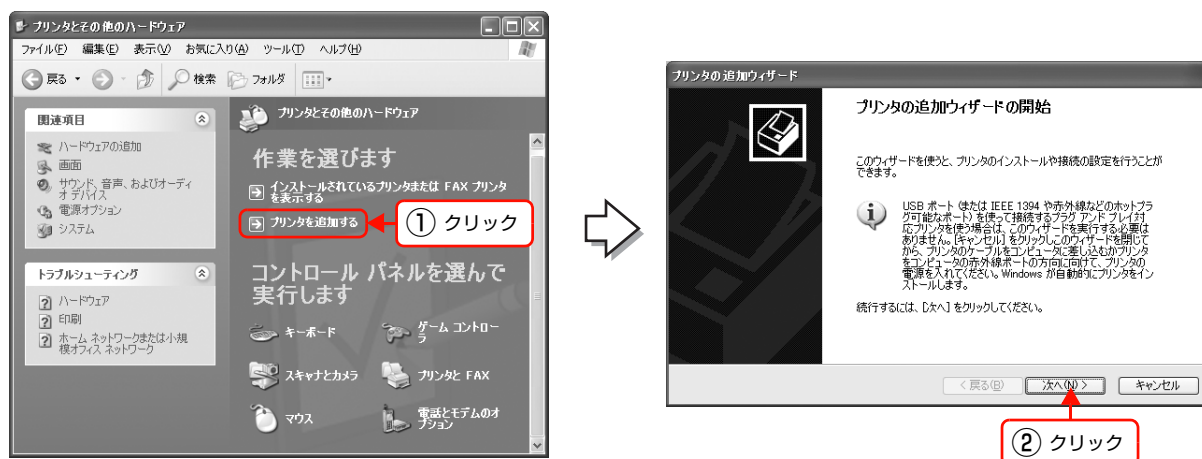 プリンタとその他のハードウェア
ファイル(F) 編集(E) 表示(V) お気に入り(A) ツール(T) ヘルプ(H)
戻る 検索 フォルダ
関連項目
ハードウェアの追加
画面
サウンド、音声、およびオーディ
オ デバイス
電源オプション
システム
トラブルシューティング
ハードウェア
印刷
ホーム ネットワークまたは小規
模オフィス ネットワーク
プリンタとその他のハードウェア
作業を選びます
インストールされているプリンタまたは FAX プリンタ
を表示する
プリンタを追加する
① クリック
コントロール パネルを選んで
実行します
キーボード
ゲーム コントロー
ラ
スキャナとカメラ
プリンタと FAX
マウス
電話とモデムのオ
プション
プリンタの追加ウィザード
プリンタの追加ウィザードの開始
このウィザードを使うと、プリンタのインストールや接続の設定を行うことが
できます。
USB ポート (または IEEE 1394 や赤外線などのホットプラ
グ可能なポート) を使って接続するプラグ アンド プレイ対
応プリンタを使う場合は、このウィザードを実行する必要は
ありません。[キャンセル] をクリックしこのウィザードを閉じて
から、プリンタのケーブルをコンピュータに差し込むかプリンタ
をコンピュータの赤外線ポートの方向に向けて、プリンタの
電源を入れてください。Windows が自動的にプリンタをイン
ストールします。
続行するには、[次へ] をクリックしてください。
< 戻る(B) 次へ(N) > キャンセル
② クリック